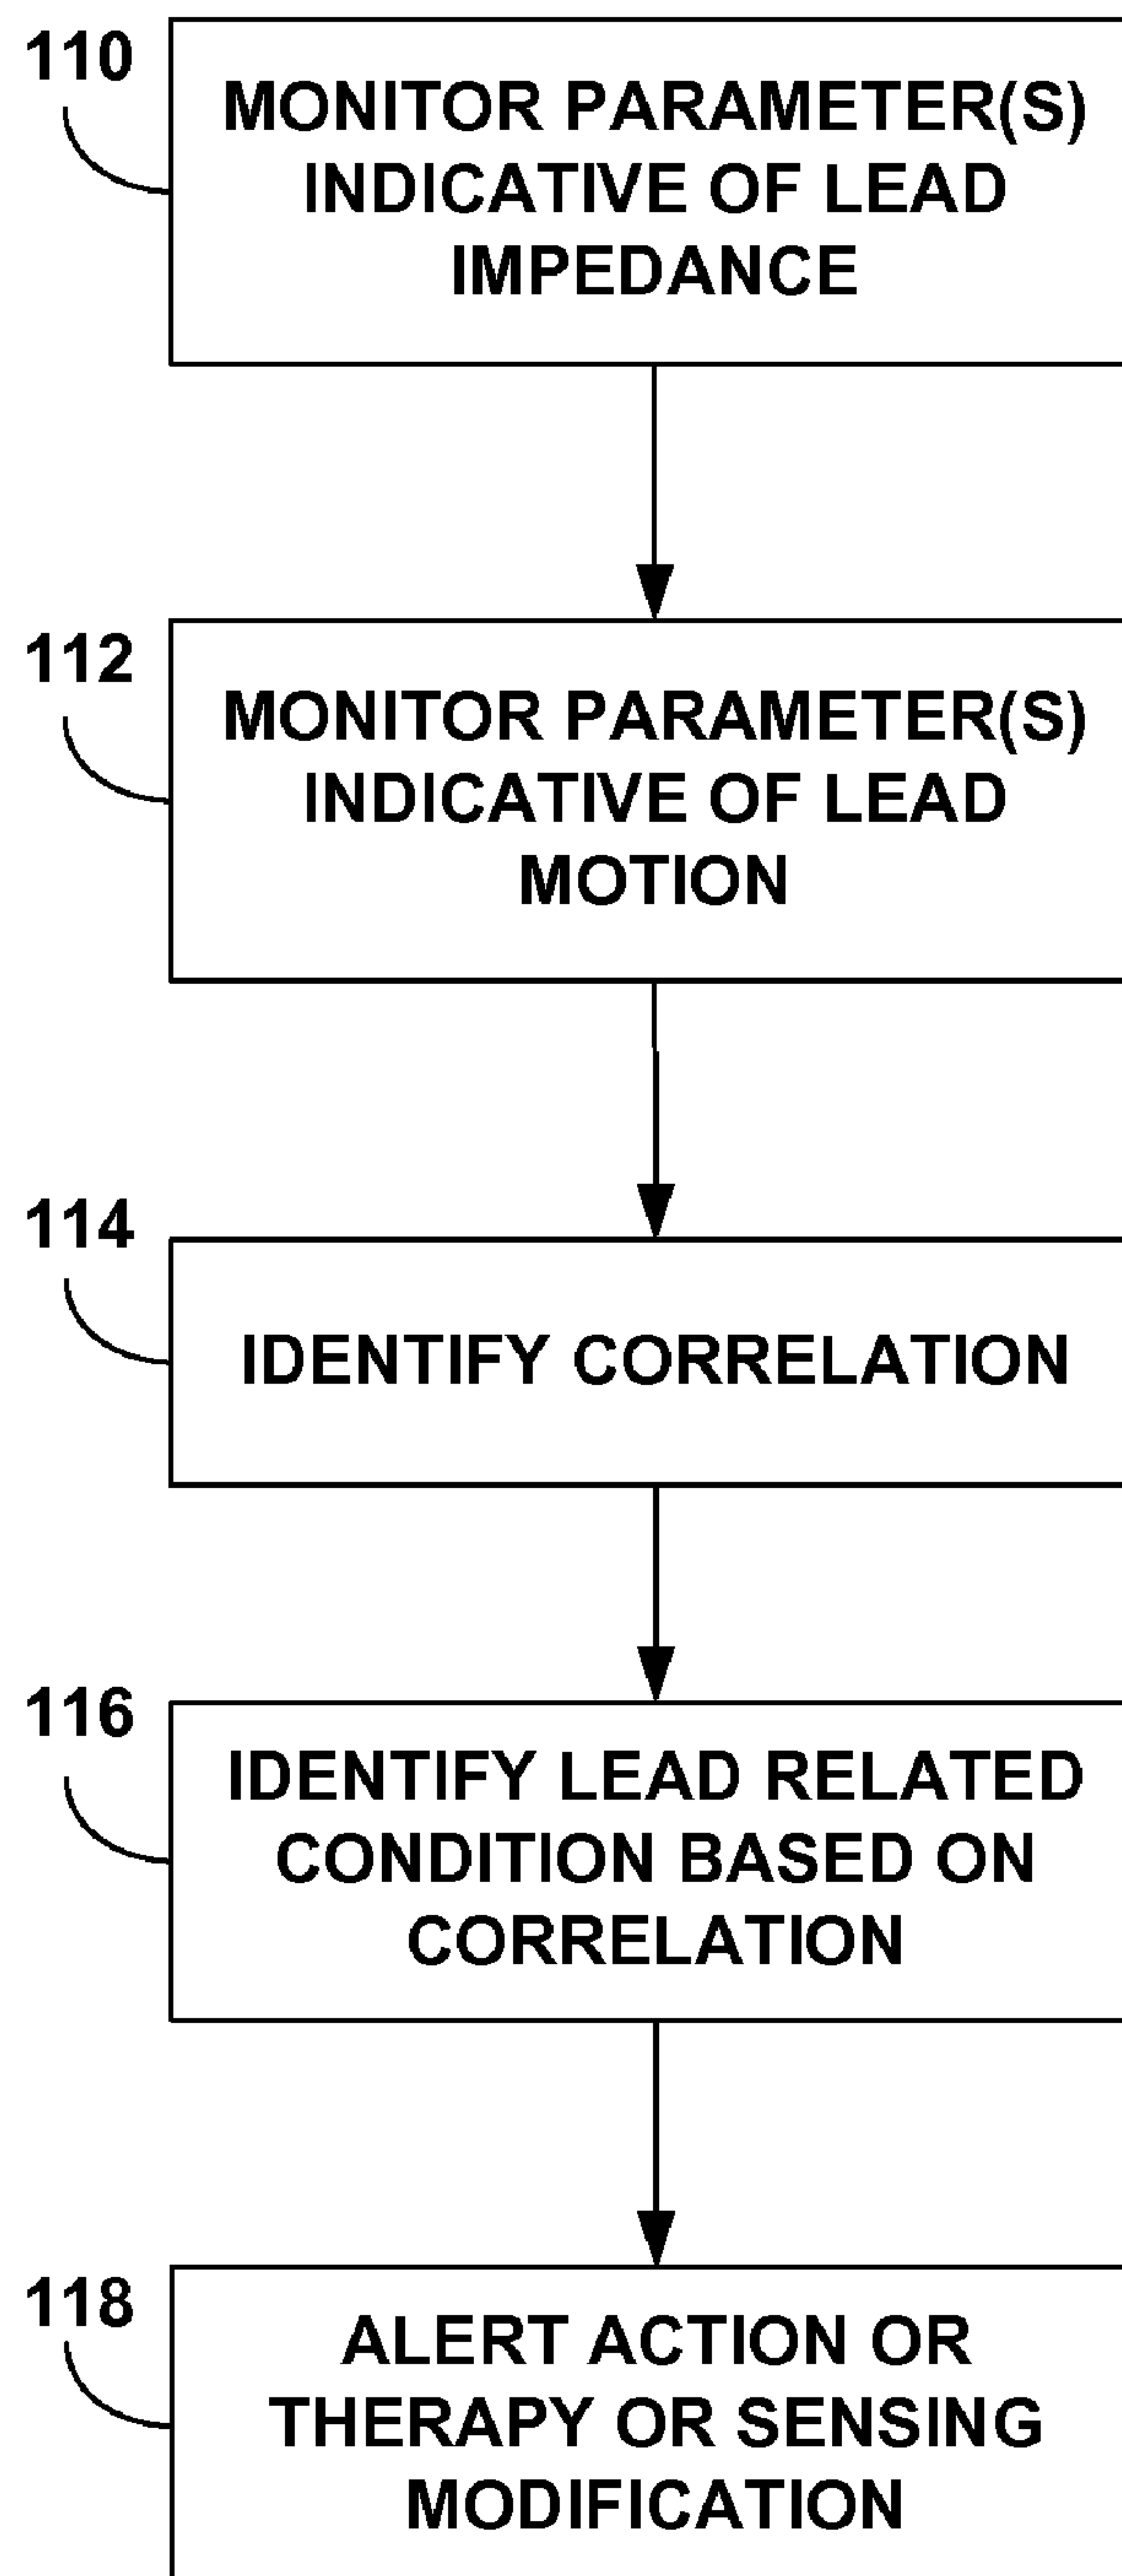 110
MONITOR PARAMETER(S)
INDICATIVE OF LEAD
IMPEDANCE
112
MONITOR PARAMETER(S)
INDICATIVE OF LEAD
MOTION
114
IDENTIFY CORRELATION
116
IDENTIFY LEAD RELATED
CONDITION BASED ON
CORRELATION
118
ALERT ACTION OR
THERAPY OR SENSING
MODIFICATION